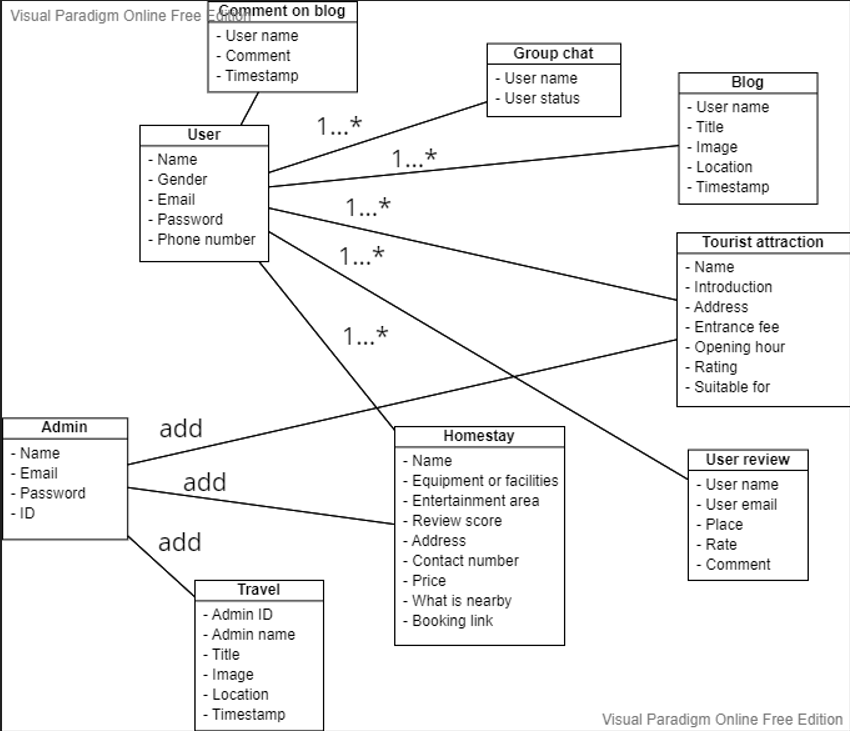 Visual Paradigm Online Free Edition
Comment on blog
- User name
- Comment
- Timestamp
Group chat
- User name
- User status
Blog
- User name
- Title
- Image
- Location
- Timestamp
User
- Name
- Gender
- Email
- Password
- Phone number
1...*
1...*
1...*
1...*
1...*
Tourist attraction
- Name
- Introduction
- Address
- Entrance fee
- Opening hour
- Rating
- Suitable for
Admin
- Name
- Email
- Password
- ID
add
add
add
Homestay
- Name
- Equipment or facilities
- Entertainment area
- Review score
- Address
- Contact number
- Price
- What is nearby
- Booking link
User review
- User name
- User email
- Place
- Rate
- Comment
Travel
- Admin ID
- Admin name
- Title
- Image
- Location
- Timestamp
Visual Paradigm Online Free Edition